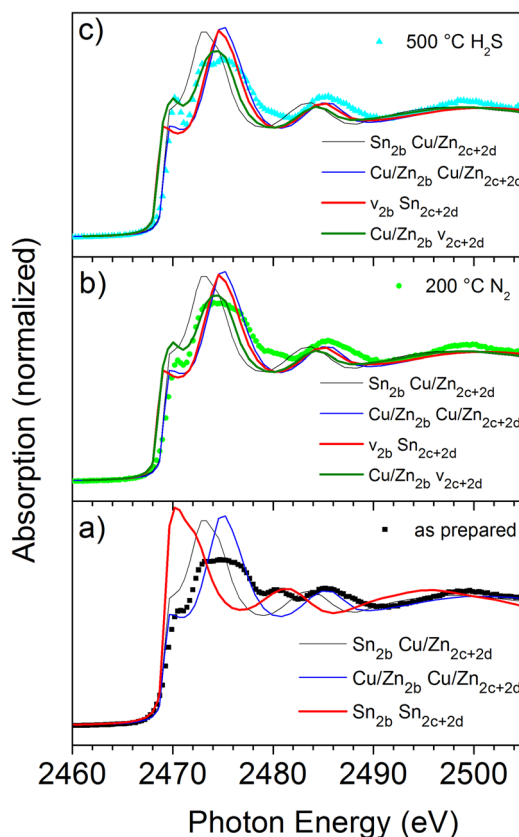 c)
500 °C H₂S
Sn₂b Cu/Zn₂c+2d
Cu/Zn₂b Cu/Zn₂c+2d
v₂b Sn₂c+2d
Cu/Zn₂b v₂c+2d
b)
200 °C N₂
Sn₂b Cu/Zn₂c+2d
Cu/Zn₂b Cu/Zn₂c+2d
v₂b Sn₂c+2d
Cu/Zn₂b v₂c+2d
a)
as prepared
Sn₂b Cu/Zn₂c+2d
Cu/Zn₂b Cu/Zn₂c+2d
Sn₂b Sn₂c+2d
Absorption (normalized)
2460 2470 2480 2490 2500
Photon Energy (eV)